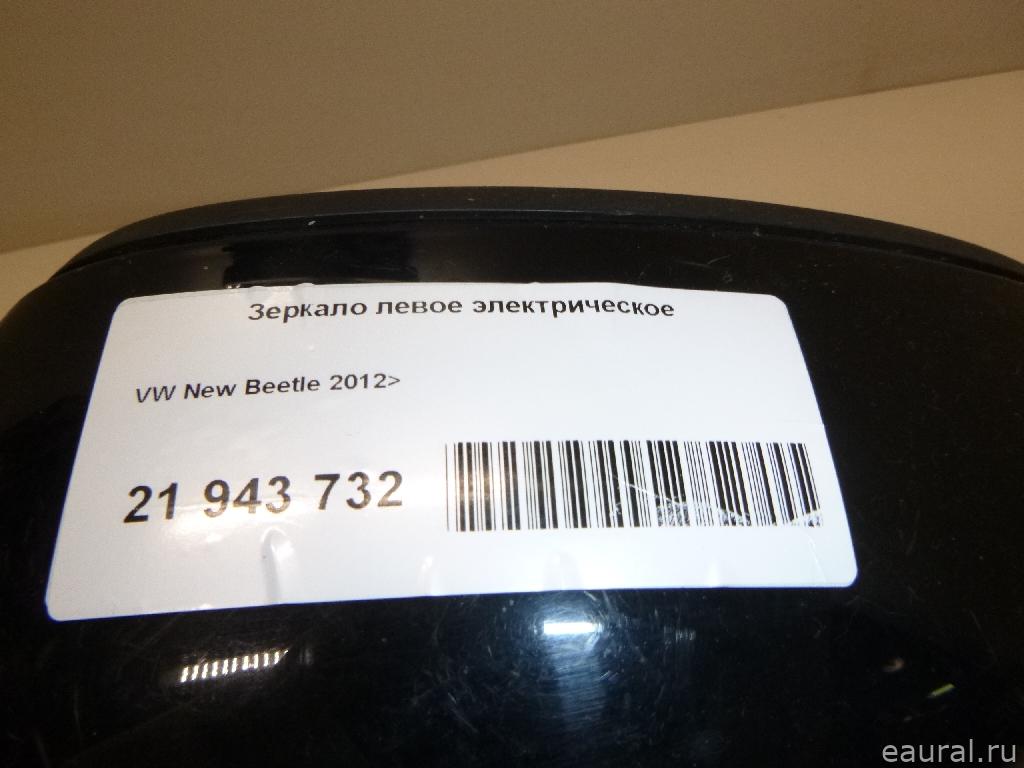 Зеркало левое электрическое
VW New Beetle 2012>
21 943 732
eaural.ru